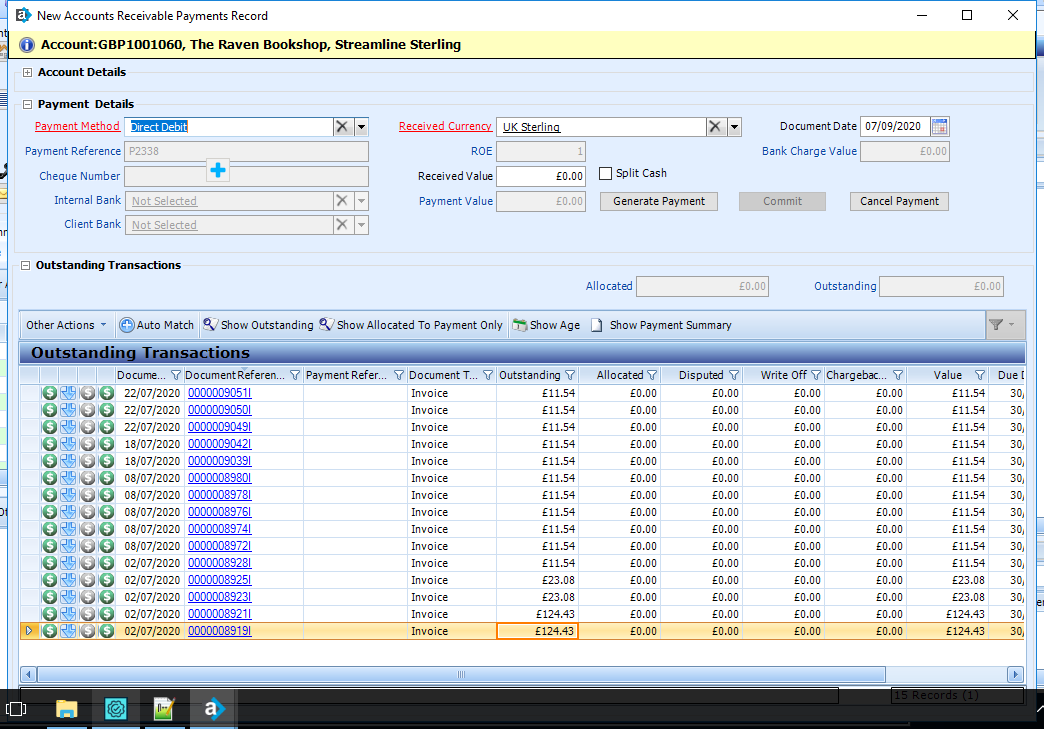 New Accounts Receivable Payments Record
Account:GBP1001060, The Raven Bookshop, Streamline Sterling
Account Details
Payment Details
Payment Method Direct Debit Received Currency UK Sterling Document Date 07/09/2020
Payment Reference P2338 ROE 1 Bank Charge Value £0.00
Cheque Number Received Value £0.00 Split Cash
Internal Bank Not Selected Payment Value £0.00 Generate Payment Commit Cancel Payment
Client Bank Not Selected
Outstanding Transactions
Allocated £0.00 Outstanding £0.00
Other Actions Auto Match Show Outstanding Show Allocated To Payment Only Show Age Show Payment Summary
Outstanding Transactions
Docume... Document Referen... Payment Refer... Document T... Outstanding Allocated Disputed Write Off Chargebac... Value Due D
22/07/2020 0000009051I Invoice £11.54 £0.00 £0.00 £0.00 £0.00 £11.54 30/
22/07/2020 0000009050I Invoice £11.54 £0.00 £0.00 £0.00 £0.00 £11.54 30/
22/07/2020 0000009049I Invoice £11.54 £0.00 £0.00 £0.00 £0.00 £11.54 30/
18/07/2020 0000009042I Invoice £11.54 £0.00 £0.00 £0.00 £0.00 £11.54 30/
18/07/2020 0000009039I Invoice £11.54 £0.00 £0.00 £0.00 £0.00 £11.54 30/
08/07/2020 0000008980I Invoice £11.54 £0.00 £0.00 £0.00 £0.00 £11.54 30/
08/07/2020 0000008978I Invoice £11.54 £0.00 £0.00 £0.00 £0.00 £11.54 30/
08/07/2020 0000008976I Invoice £11.54 £0.00 £0.00 £0.00 £0.00 £11.54 30/
08/07/2020 0000008974I Invoice £11.54 £0.00 £0.00 £0.00 £0.00 £11.54 30/
08/07/2020 0000008972I Invoice £11.54 £0.00 £0.00 £0.00 £0.00 £11.54 30/
02/07/2020 0000008928I Invoice £11.54 £0.00 £0.00 £0.00 £0.00 £11.54 30/
02/07/2020 0000008925I Invoice £23.08 £0.00 £0.00 £0.00 £0.00 £23.08 30/
02/07/2020 0000008923I Invoice £23.08 £0.00 £0.00 £0.00 £0.00 £23.08 30/
02/07/2020 0000008921I Invoice £124.43 £0.00 £0.00 £0.00 £0.00 £124.43 30/
02/07/2020 0000008919I Invoice £124.43 £0.00 £0.00 £0.00 £0.00 £124.43 30/
15 Records (1)